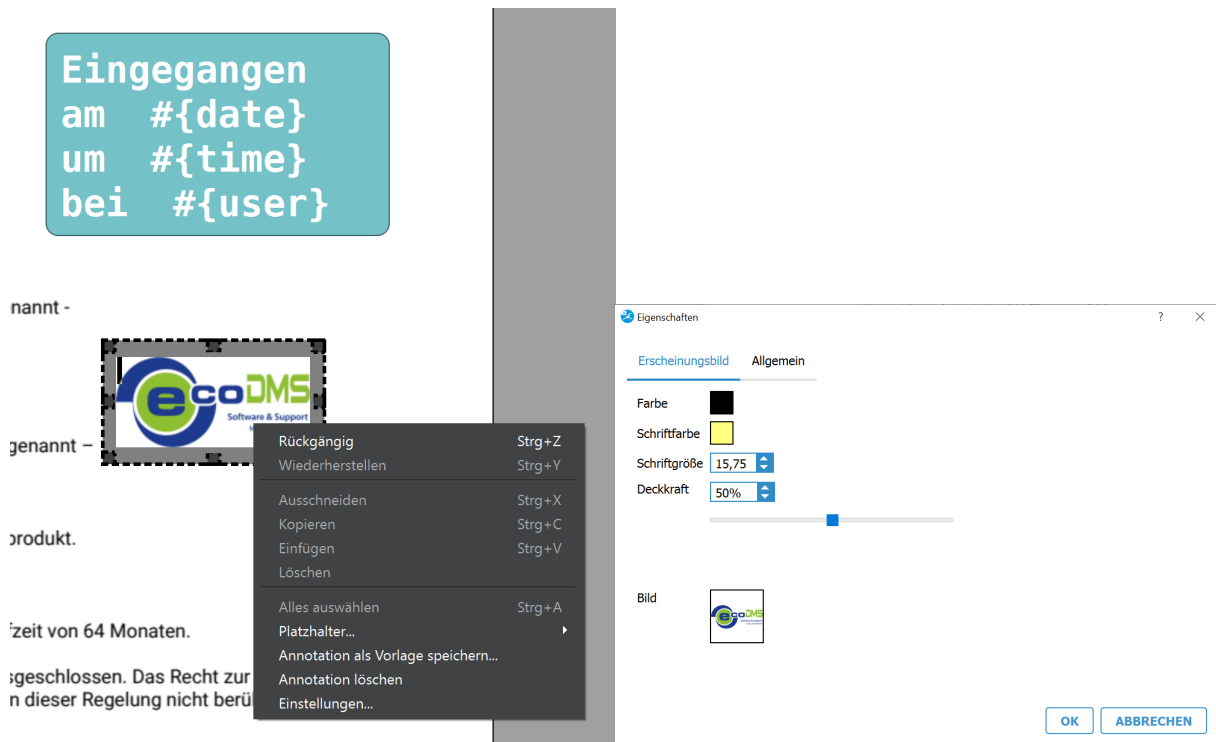 Eingegangen
am #{date}
um #{time}
bei #{user}
nannt -
ecoDMS
Software & Support
genannt –
produkt.
fzeit von 64 Monaten.
sgeschlossen. Das Recht zur
n dieser Regelung nicht berü
Rückgängig Strg+Z
Wiederherstellen Strg+Y
Ausschneiden Strg+X
Kopieren Strg+C
Einfügen Strg+V
Löschen
Alles auswählen Strg+A
Platzhalter...
Annotation als Vorlage speichern...
Annotation löschen
Einstellungen...
Eigenschaften ?
Erscheinungsbild Allgemein
Farbe
Schriftfarbe
Schriftgröße 15,75
Deckkraft 50%
Bild
ecoDMS
OK ABBRECHEN